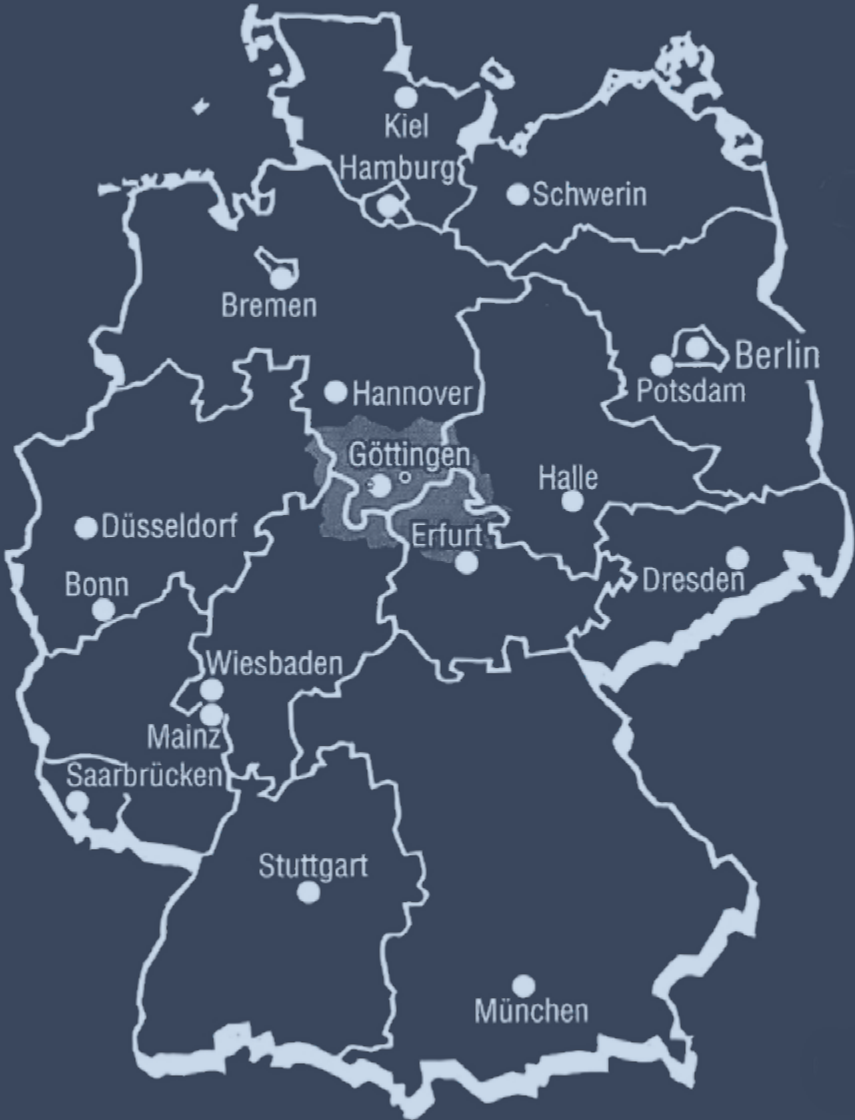 Kiel
Hamburg
Schwerin
Bremen
Berlin
Potsdam
Hannover
Göttingen
Halle
Düsseldorf
Erfurt
Dresden
Bonn
Wiesbaden
Mainz
Saarbrücken
Stuttgart
München